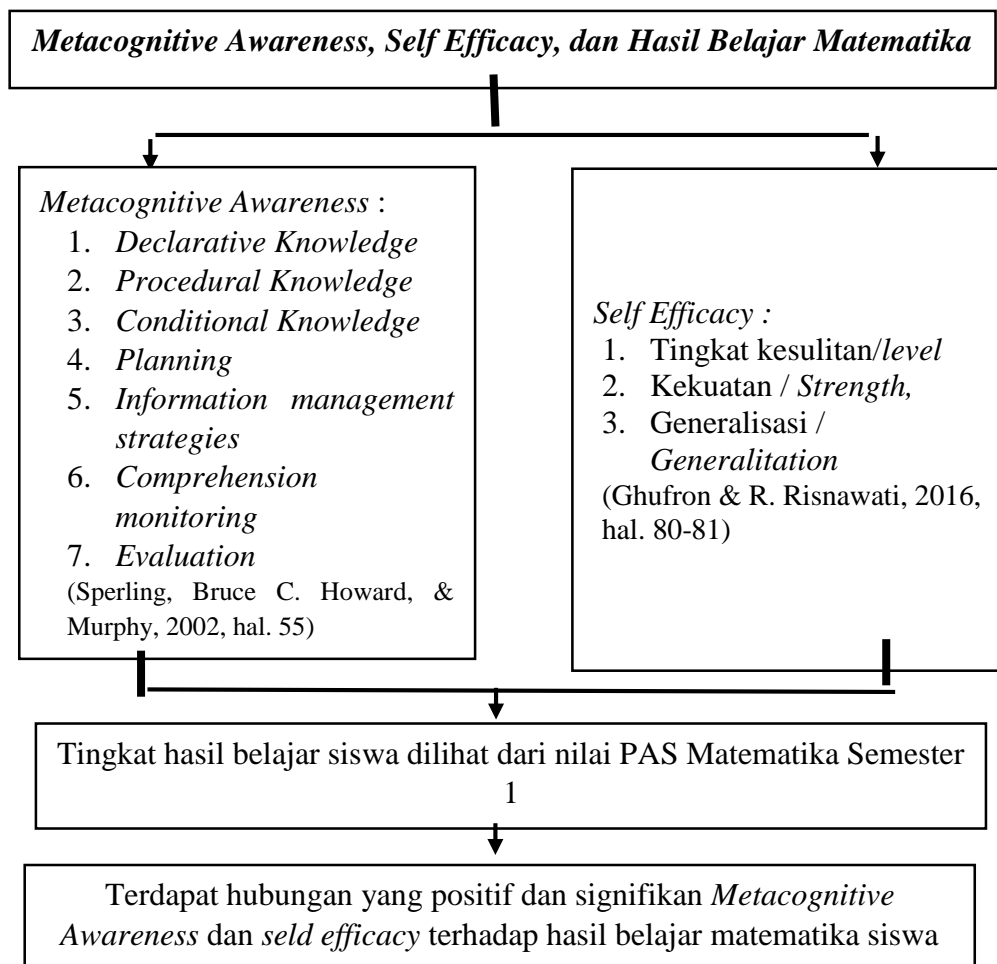 Metacognitive Awareness, Self Efficacy, dan Hasil Belajar Matematika
Metacognitive Awareness :
1. Declarative Knowledge
2. Procedural Knowledge
3. Conditional Knowledge
4. Planning
5. Information management
strategies
6. Comprehension
monitoring
7. Evaluation
(Sperling, Bruce C. Howard, &
Murphy, 2002, hal. 55)
Self Efficacy :
1. Tingkat kesulitan/level
2. Kekuatan / Strength,
3. Generalisasi /
Generalitation
(Ghufron & R. Risnawati, 2016,
hal. 80-81)
Tingkat hasil belajar siswa dilihat dari nilai PAS Matematika Semester
1
Terdapat hubungan yang positif dan signifikan Metacognitive
Awareness dan seld efficacy terhadap hasil belajar matematika siswa